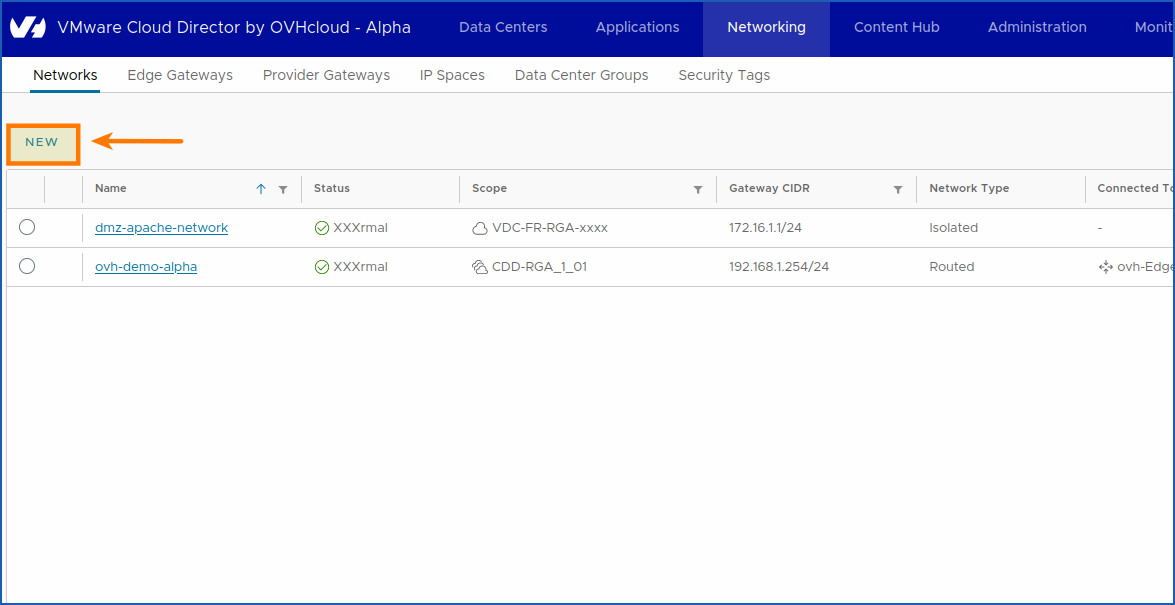 VMware Cloud Director by OVHcloud - Alpha Data Centers Applications Networking Content Hub Administration Monit
Networks Edge Gateways Provider Gateways IP Spaces Data Center Groups Security Tags
NEW
Name Status Scope Gateway CIDR Network Type Connected To
dmz-apache-network XXXrmal VDC-FR-RGA-xxxx 172.16.1.1/24 Isolated -
ovh-demo-alpha XXXrmal CDD-RGA_1_01 192.168.1.254/24 Routed ovh-Edge